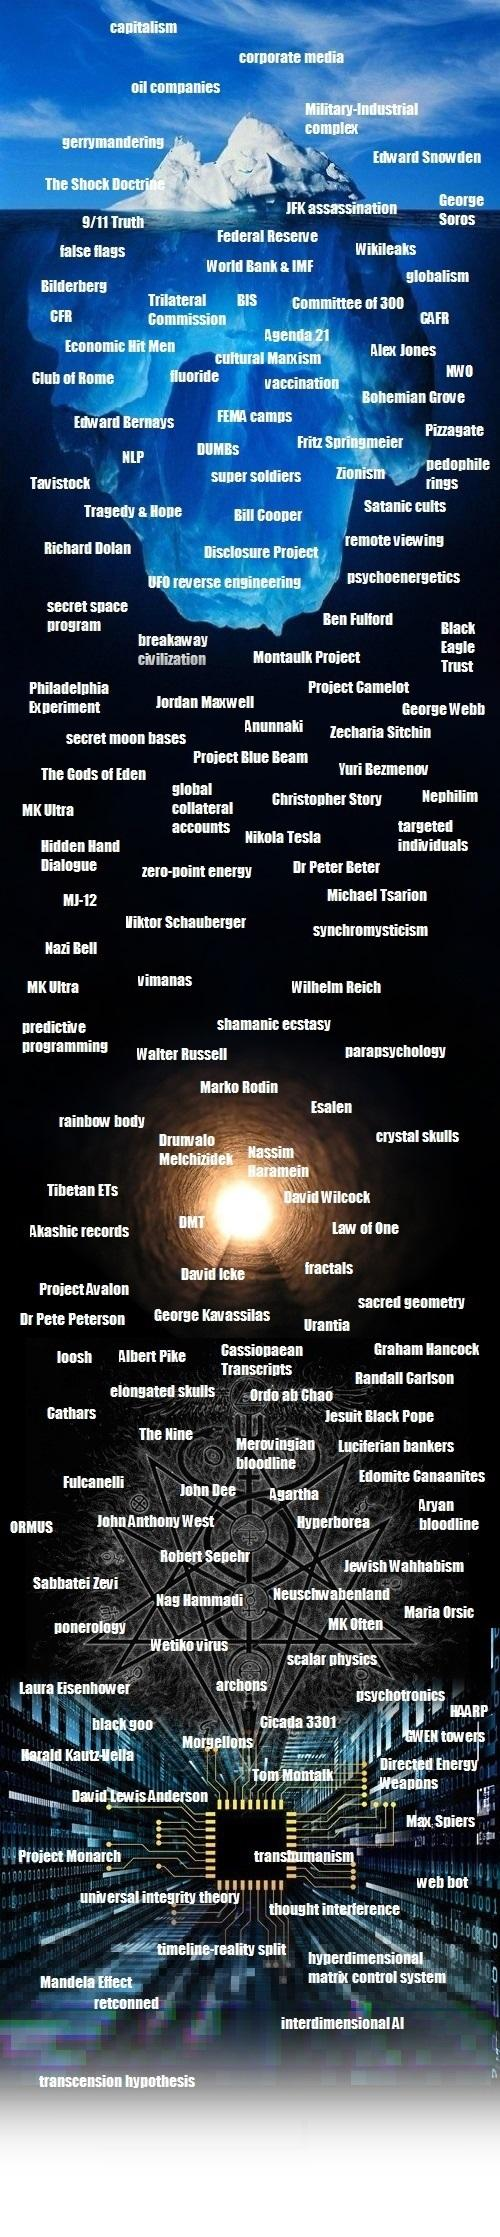 capitalism
corporate media
oil companies
Military-Industrial
complex
gerrymandering
Edward Snowden
The Shock Doctrine
JFK assassination
George
Soros
9/11 Truth
Federal Reserve
false flags
Wikileaks
World Bank & IMF
globalism
Bilderberg
Trilateral
Commission
BIS
Committee of 300
CFR
CAFR
Agenda 21
Economic Hit Men
cultural Marxism
Alex Jones
Club of Rome
fluoride
vaccination
NWO
Bohemian Grove
Edward Bernays
FEMA camps
Pizzagate
NLP
DUMBs
Fritz Springmeier
pedophile
rings
Tavistock
super soldiers
Zionism
Tragedy & Hope
Bill Cooper
Satanic cults
Richard Dolan
Disclosure Project
remote viewing
UFO reverse engineering
psychoenergetics
secret space
program
Ben Fulford
breakaway
civilization
Montaulk Project
Black
Eagle
Trust
Philadelphia
Experiment
Jordan Maxwell
Project Camelot
George Webb
secret moon bases
Anunnaki
Zecharia Sitchin
Project Blue Beam
The Gods of Eden
Yuri Bezmenov
global
collateral
accounts
Christopher Story
Nephilim
MK Ultra
Nikola Tesla
targeted
individuals
Hidden Hand
Dialogue
zero-point energy
Dr Peter Beter
MJ-12
Michael Tsarion
Viktor Schauberger
synchromysticism
Nazi Bell
MK Ultra
vimanas
Wilhelm Reich
predictive
programming
shamanic ecstasy
Walter Russell
parapsychology
Marko Rodin
Esalen
rainbow body
crystal skulls
Drunvalo
Melchizidek
Nassim
Haramein
Tibetan ETs
David Wilcock
DMT
Akashic records
Law of One
David Icke
fractals
Project Avalon
sacred geometry
Dr Pete Peterson
George Kavassilas
Urantia
loosh
Albert Pike
Cassiopaean
Transcripts
Graham Hancock
Randall Carlson
elongated skulls
Ordo ab Chao
Cathars
Jesuit Black Pope
The Nine
Merovingian
bloodline
Luciferian bankers
Fulcanelli
John Dee
Agartha
Edomite Canaanites
ORMUS
John Anthony West
Hyperborea
Aryan
bloodline
Robert Sepehr
Jewish Wahhabism
Sabbatei Zevi
Nag Hammadi
Neuschwabenland
Maria Orsic
ponerology
MK Often
Wetiko virus
scalar physics
Laura Eisenhower
archons
psychotronics
HAARP
black goo
Cicada 3301
GWEN towers
Morgellons
Harald Kautz-Vella
Tom Montalk
Directed Energy
Weapons
David Lewis Anderson
Max Spiers
Project Monarch
transhumanism
web bot
universal integrity theory
thought interference
timeline-reality split
hyperdimensional
matrix control system
Mandela Effect
retconned
interdimensional AI
transcension hypothesis